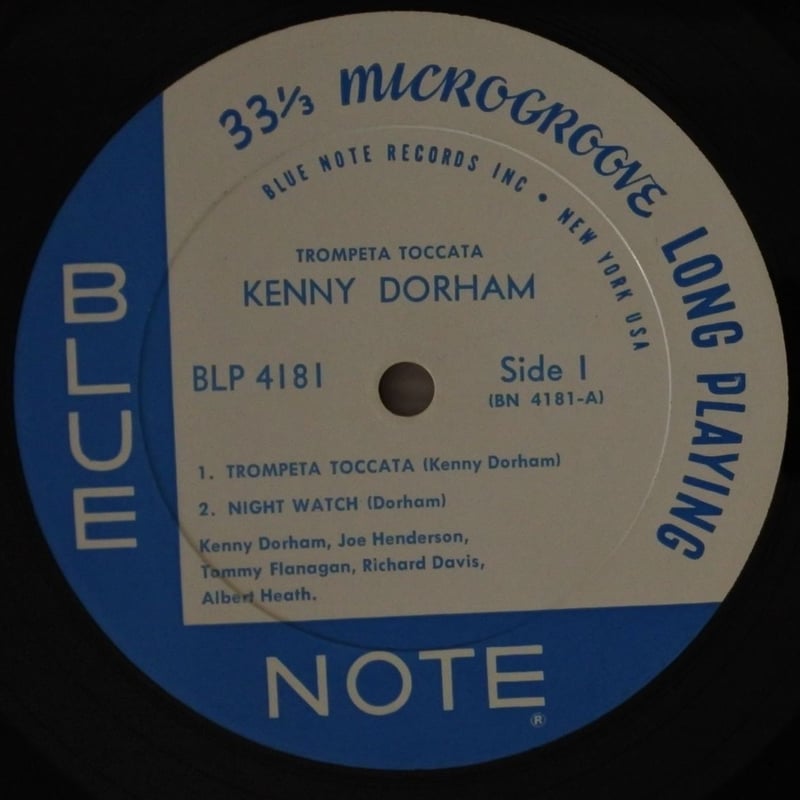 33⅓ MICROGROOVE LONG PLAYING
BLUE NOTE RECORDS INC • NEW YORK USA
TROMPETA TOCCATA
KENNY DORHAM
BLP 4181
Side 1
(BN 4181-A)
1. TROMPETA TOCCATA (Kenny Dorham)
2. NIGHT WATCH (Dorham)
Kenny Dorham, Joe Henderson,
Tommy Flanagan, Richard Davis,
Albert Heath.
BLUE
NOTE
®